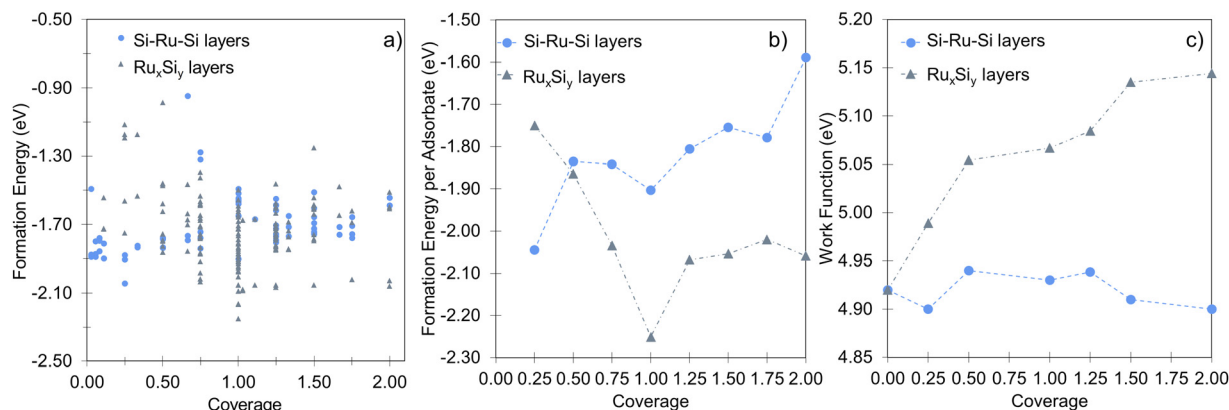 a)
Si-Ru-Si layers
RuxSiy layers
Formation Energy (eV)
-0.50
-0.90
-1.30
-1.70
-2.10
-2.50
0.00 0.50 1.00 1.50 2.00
Coverage
b)
Si-Ru-Si layers
RuxSiy layers
Formation Energy per Adsorbate (eV)
-1.50
-1.60
-1.70
-1.80
-1.90
-2.00
-2.10
-2.20
-2.30
0.00 0.25 0.50 0.75 1.00 1.25 1.50 1.75 2.00
Coverage
c)
Si-Ru-Si layers
RuxSiy layers
Work Function (eV)
5.20
5.15
5.10
5.05
5.00
4.95
4.90
4.85
0.00 0.25 0.50 0.75 1.00 1.25 1.50 1.75 2.00
Coverage